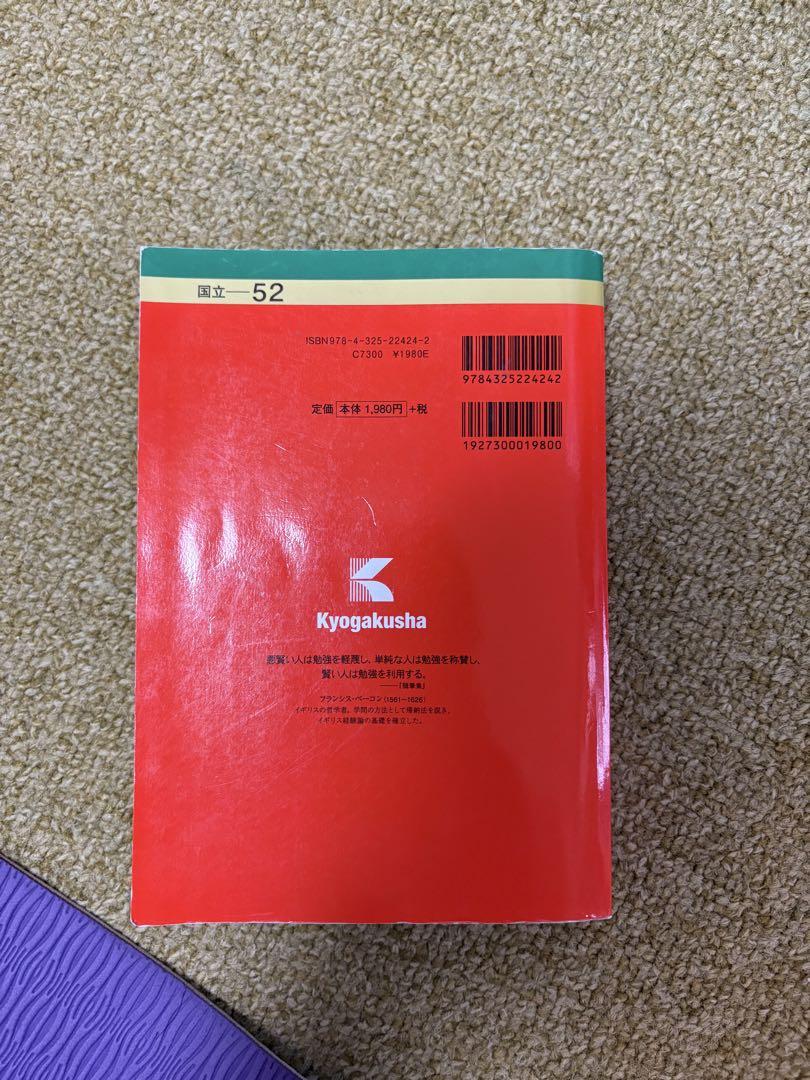 国立―52
ISBN978-4-325-22424-2
C7300 ¥1980E
9784325224242
定価 本体1,980円 +税
1927300019800
Kyogakusha
悪賢い人は勉強を軽蔑し、単純な人は勉強を称賛し、
賢い人は勉強を利用する。
――『随筆集』
フランシス・ベーコン（1561～1626）
イギリスの哲学者。学問の方法として帰納法を説き、
イギリス経験論の基礎を確立した。